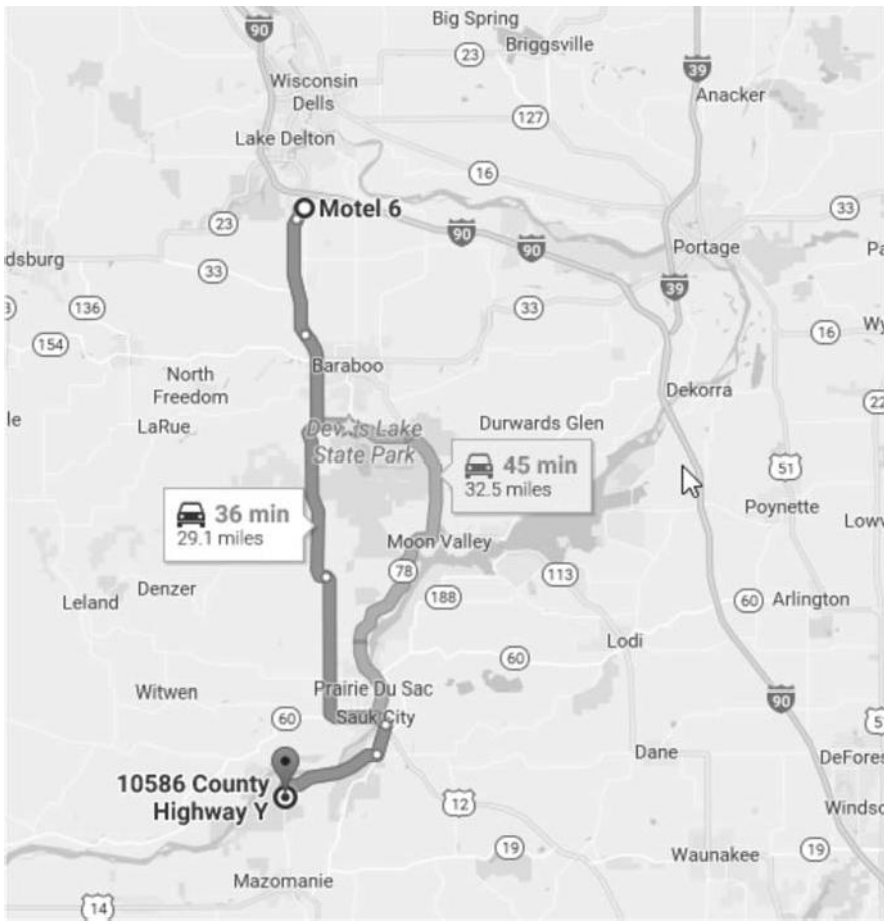 Big Spring
90
23
Briggsville
39
Anacker
Wisconsin
Dells
127
Lake Delton
16
Motel 6
33
23
90
90
Portage
dsburg
33
39
136
33
16
154
Baraboo
North
Freedom
Dekorra
22
le
LaRue
Durwards Glen
Devils Lake
State Park
45 min
32.5 miles
51
36 min
29.1 miles
Poynette
Moon Valley
78
113
Denzer
188
Leland
60
Arlington
Lodi
60
Prairie Du Sac
Witwen
90
60
Sauk City
Dane
DeFores
10586 County
Highway Y
12
Windso
19
Waunakee
19
Mazomanie
14